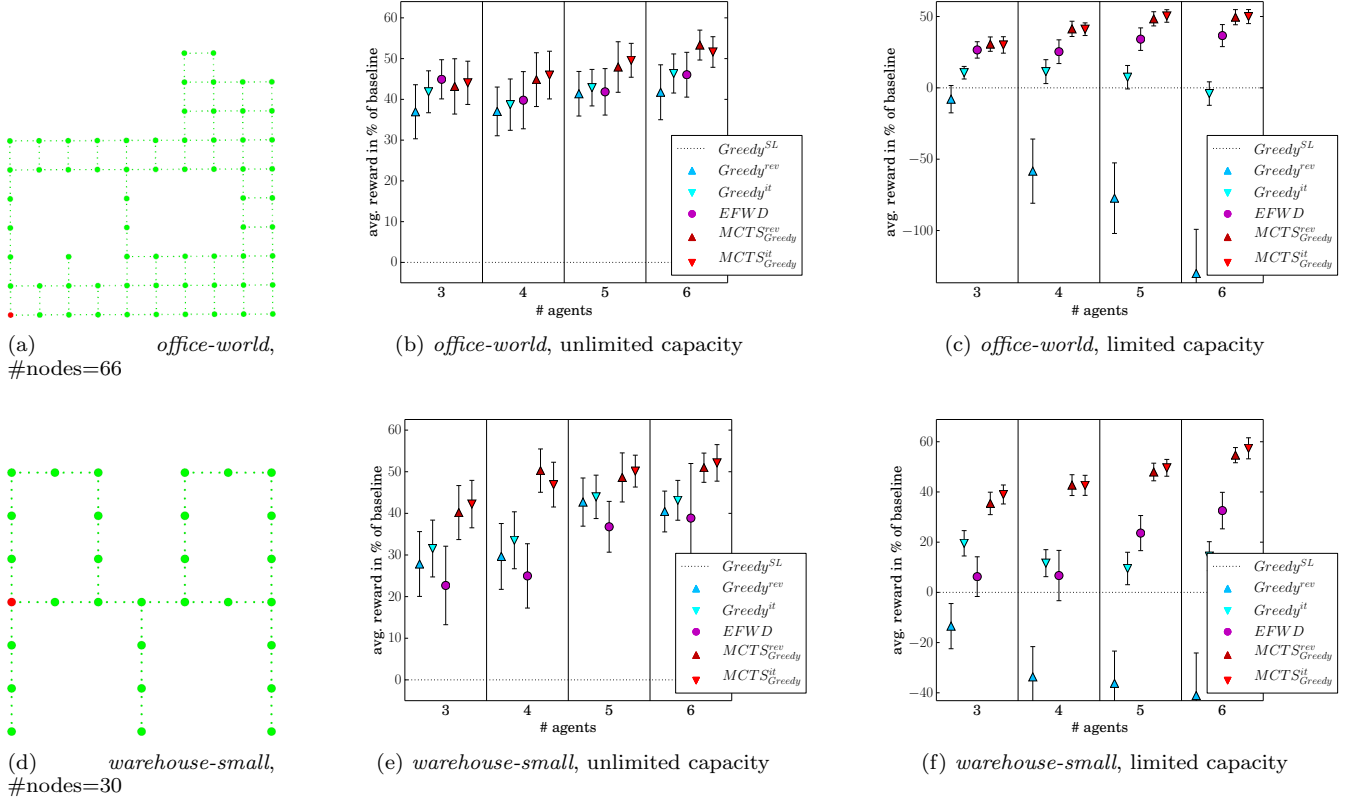 60
50
40
30
20
10
0
avg. reward in % of baseline
3
4
5
6
# agents
Greedy^SL
Greedy^rev
Greedy^it
EFWD
MCTS^rev_Greedy
MCTS^it_Greedy
50
0
−50
−100
avg. reward in % of baseline
3
4
5
6
# agents
Greedy^SL
Greedy^rev
Greedy^it
EFWD
MCTS^rev_Greedy
MCTS^it_Greedy
(a) office-world,
#nodes=66
(b) office-world, unlimited capacity
(c) office-world, limited capacity
60
50
40
30
20
10
0
avg. reward in % of baseline
3
4
5
6
# agents
Greedy^SL
Greedy^rev
Greedy^it
EFWD
MCTS^rev_Greedy
MCTS^it_Greedy
60
40
20
0
−20
−40
avg. reward in % of baseline
3
4
5
6
# agents
Greedy^SL
Greedy^rev
Greedy^it
EFWD
MCTS^rev_Greedy
MCTS^it_Greedy
(d) warehouse-small,
#nodes=30
(e) warehouse-small, unlimited capacity
(f) warehouse-small, limited capacity